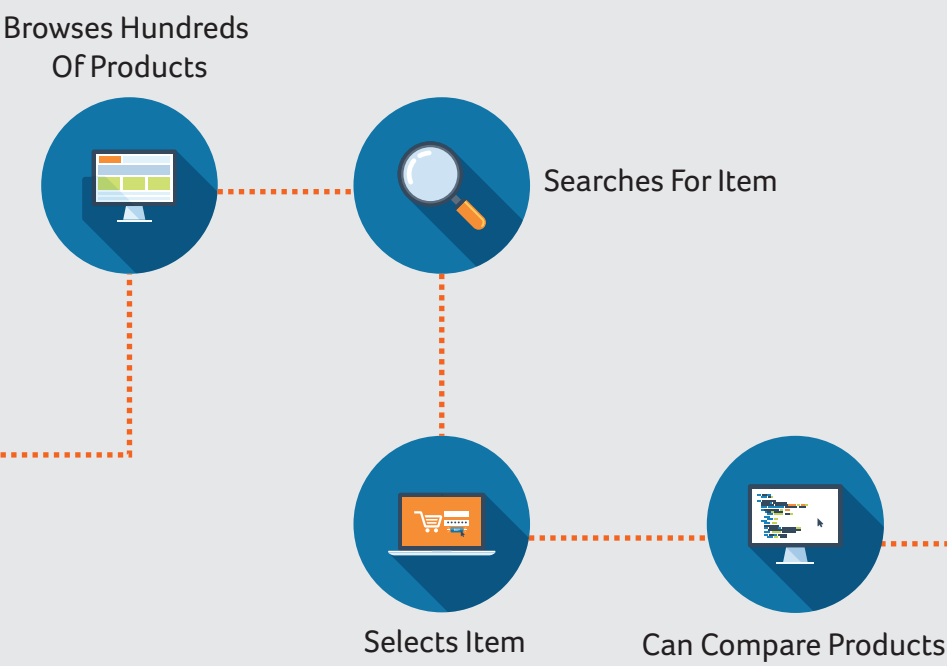 Browses Hundreds
Of Products
Searches For Item
Selects Item
Can Compare Products